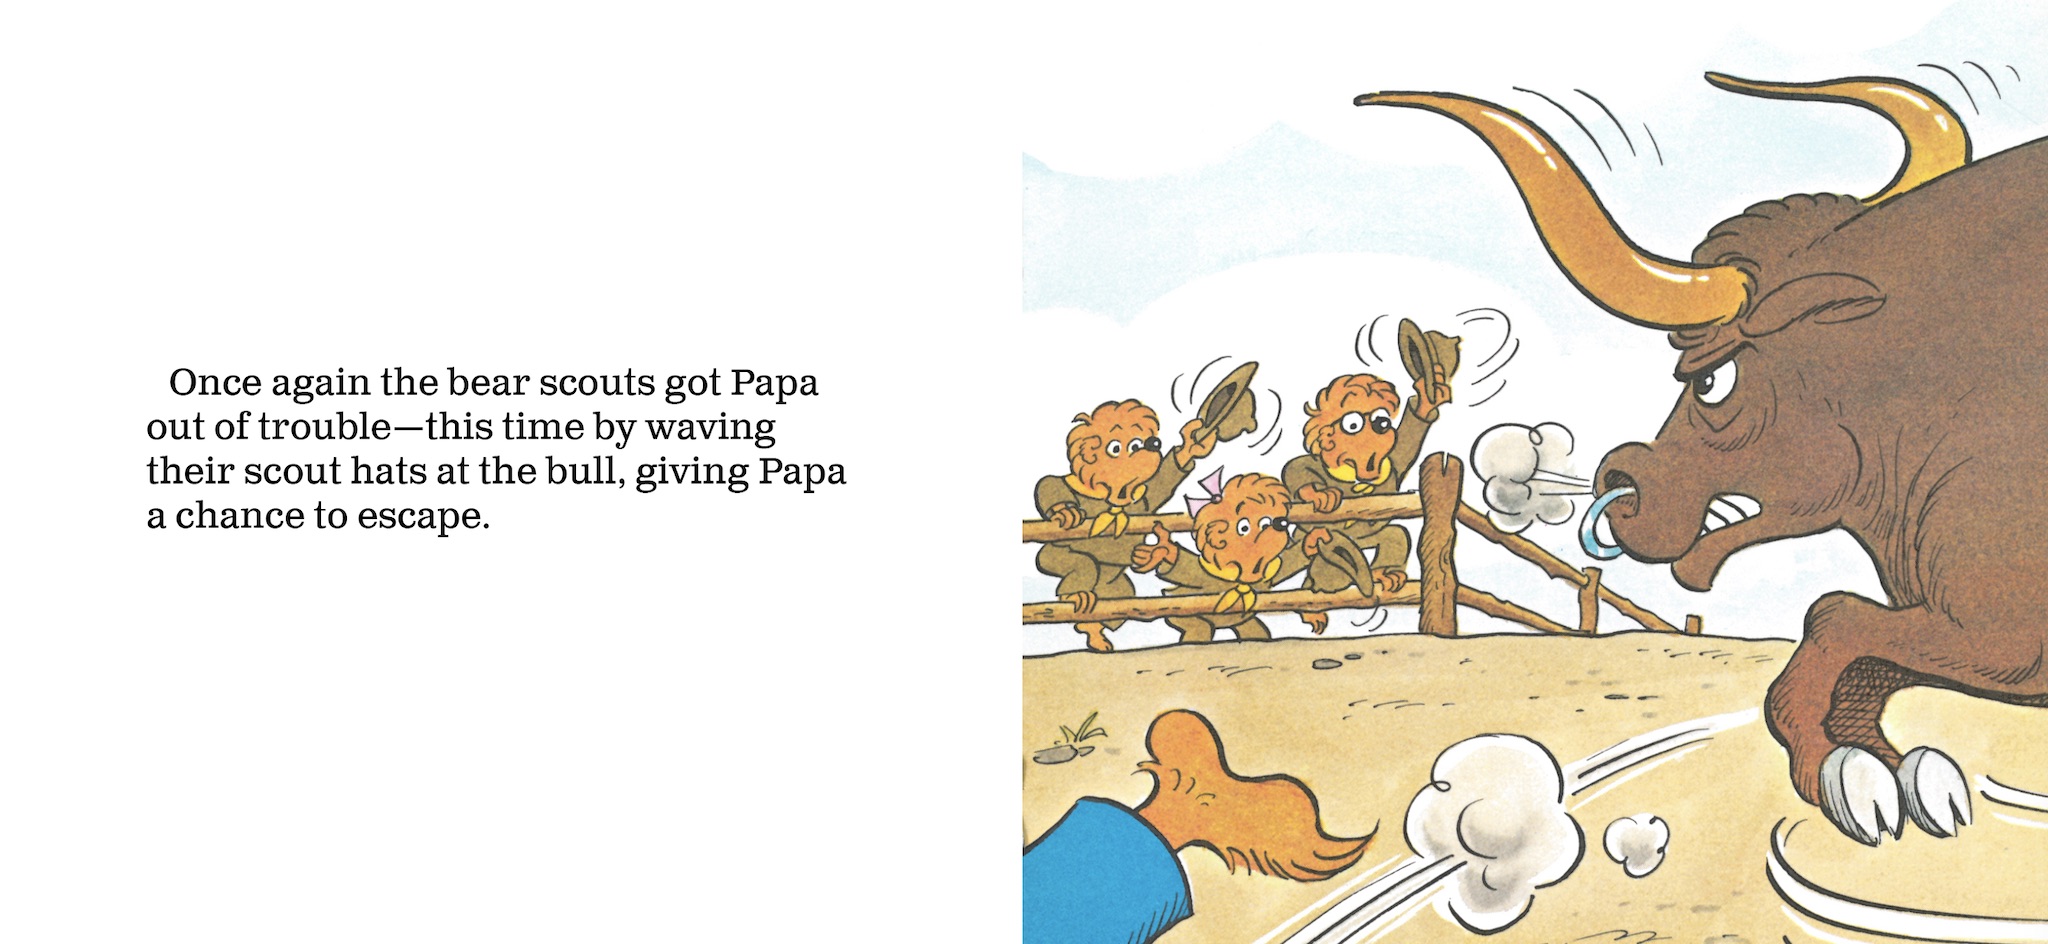 Once again the bear scouts got Papa
out of trouble—this time by waving
their scout hats at the bull, giving Papa
a chance to escape.